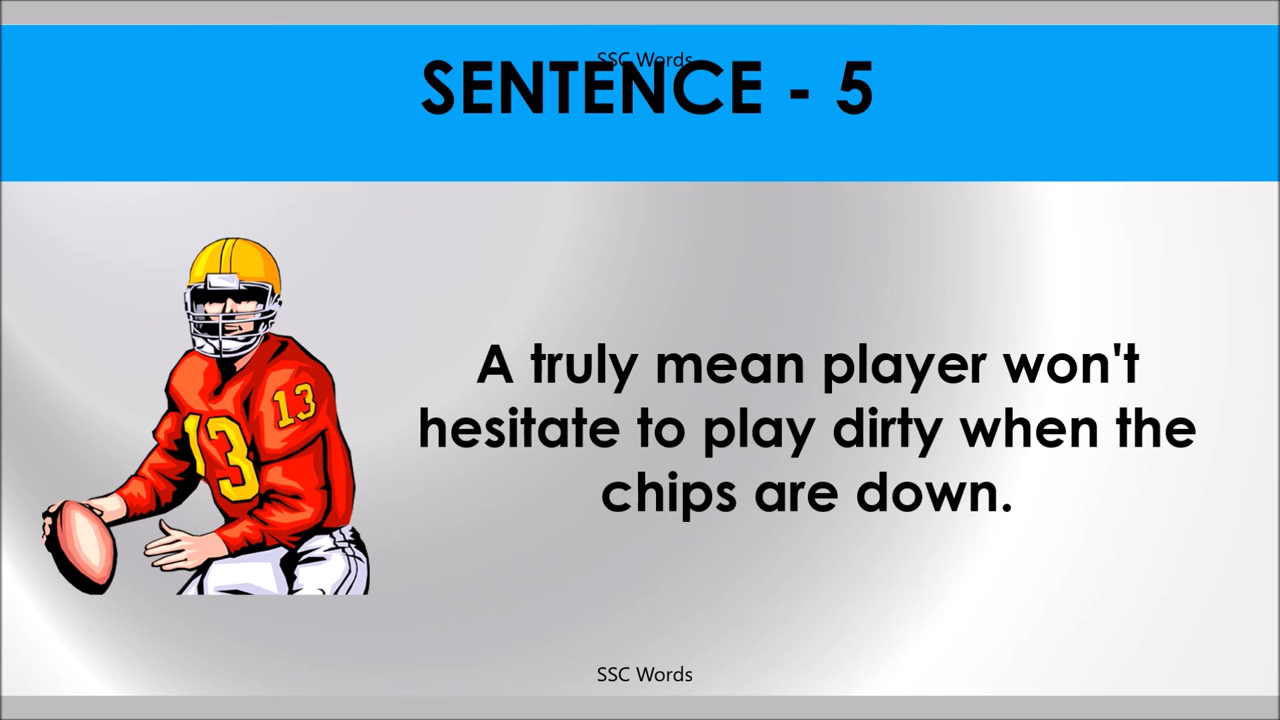 SSC Words
SENTENCE - 5
13
13
A truly mean player won't
hesitate to play dirty when the
chips are down.
SSC Words